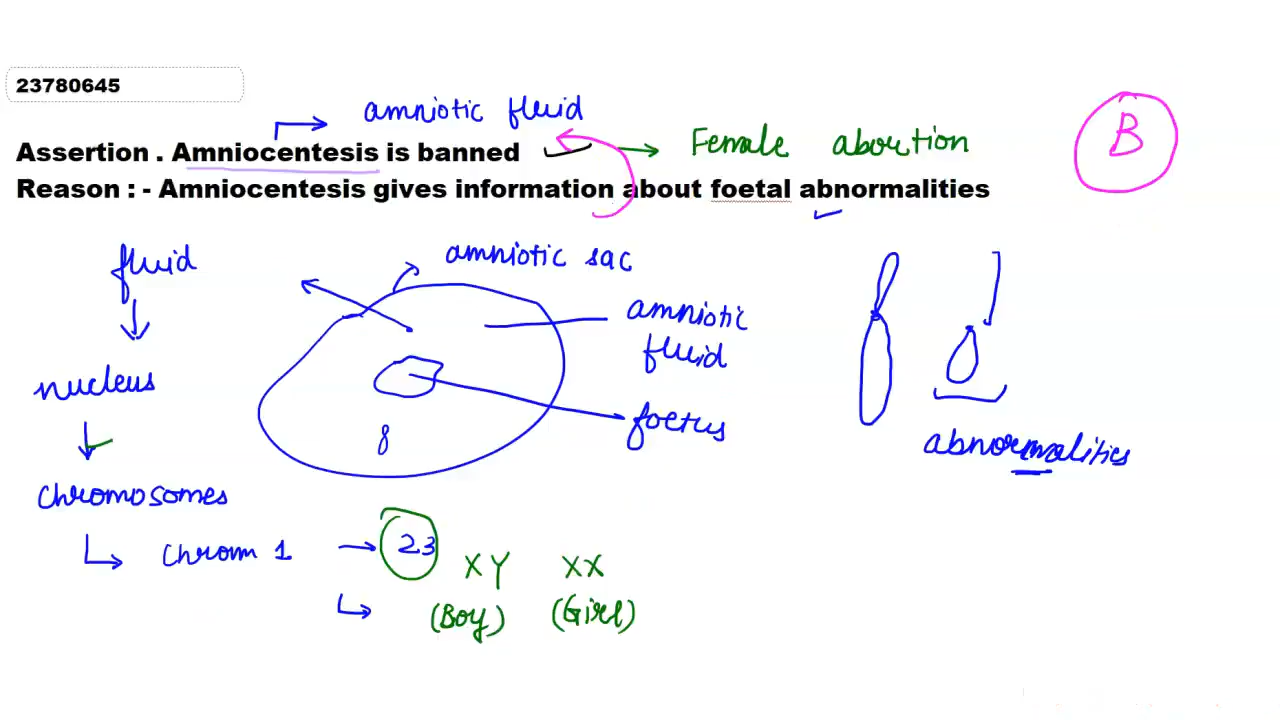 23780645
amniotic fluid
Assertion . Amniocentesis is banned
Female abortion
B
Reason : - Amniocentesis gives information about foetal abnormalities
fluid
amniotic sac
amniotic
fluid
nucleus
foetus
abnormalities
chromosomes
Chrom 1
23
XY XX
(Boy) (Girl)